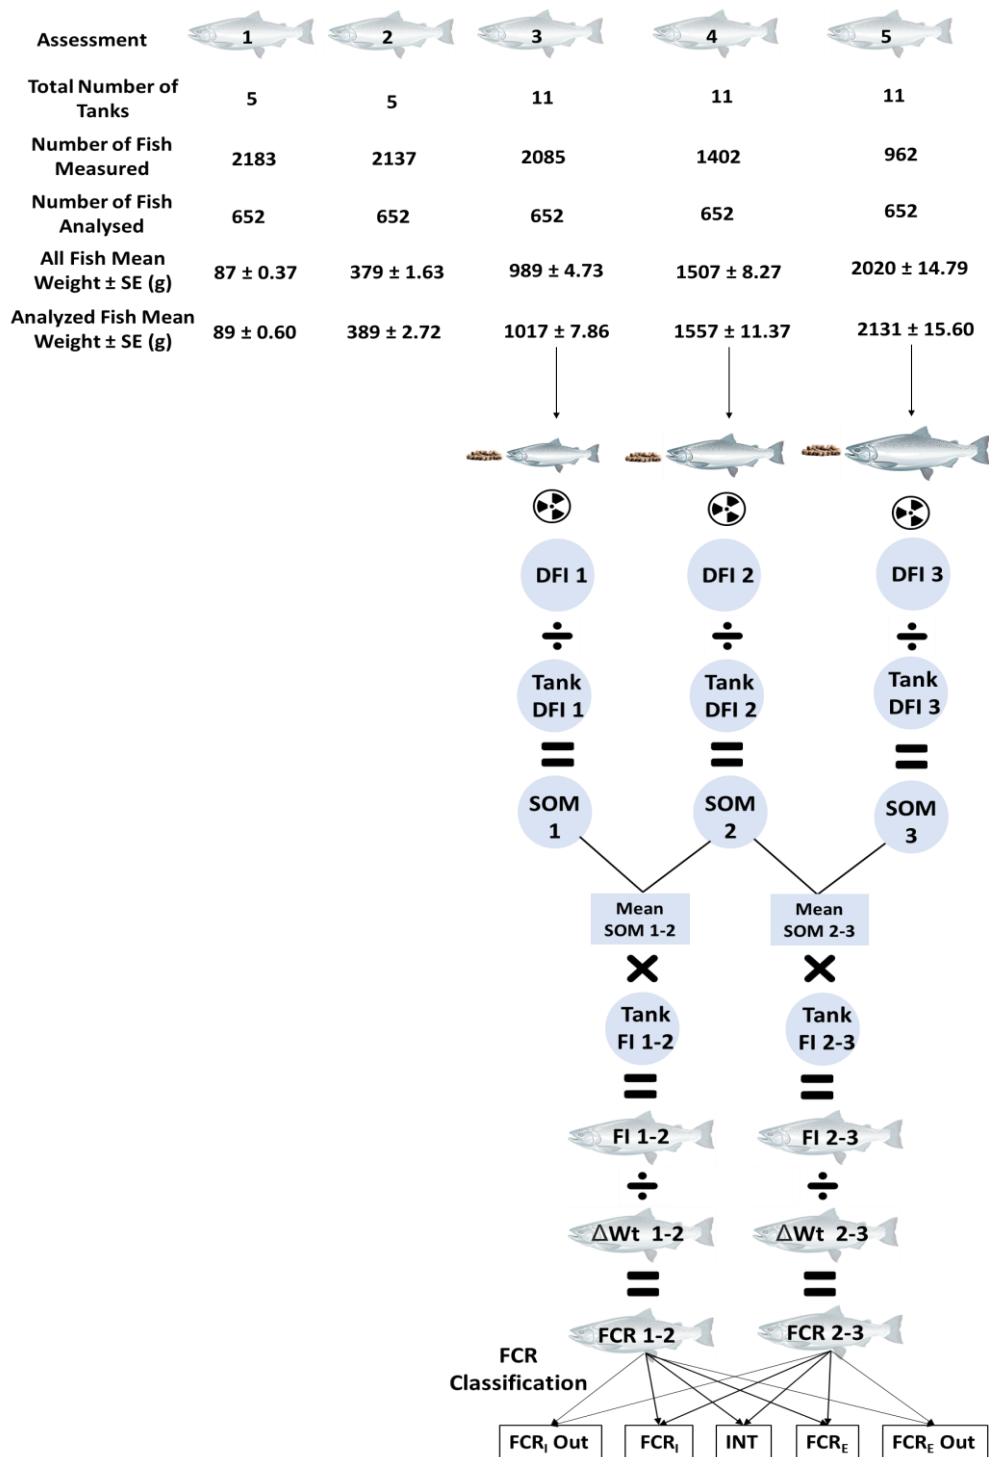 Assessment 1 2 3 4 5
Total Number of
Tanks 5 5 11 11 11
Number of Fish
Measured 2183 2137 2085 1402 962
Number of Fish
Analysed 652 652 652 652 652
All Fish Mean
Weight ± SE (g) 87 ± 0.37 379 ± 1.63 989 ± 4.73 1507 ± 8.27 2020 ± 14.79
Analyzed Fish Mean
Weight ± SE (g) 89 ± 0.60 389 ± 2.72 1017 ± 7.86 1557 ± 11.37 2131 ± 15.60
DFI 1 DFI 2 DFI 3
÷ ÷ ÷
Tank Tank Tank
DFI 1 DFI 2 DFI 3
= = =
SOM SOM SOM
1 2 3
Mean Mean
SOM 1-2 SOM 2-3
× ×
Tank Tank
FI 1-2 FI 2-3
= =
FI 1-2 FI 2-3
÷ ÷
△Wt 1-2 △Wt 2-3
= =
FCR 1-2 FCR 2-3
FCR
Classification
FCRI Out FCRI INT FCRE FCRE Out